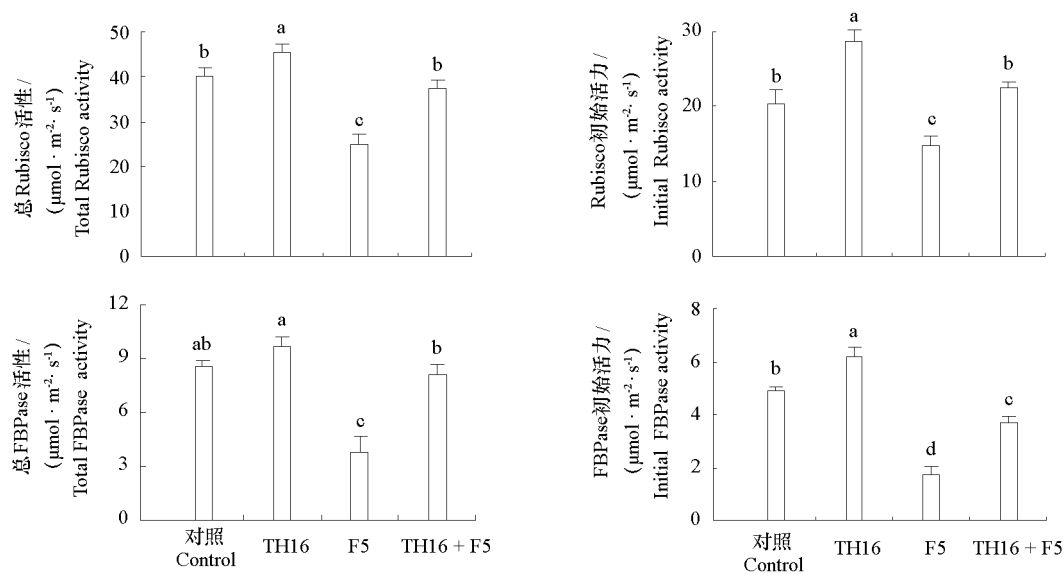 总Rubisco活性/
(μmol · m⁻²· s⁻¹)
Total Rubisco activity
50
40
30
20
10
0
b
a
c
b
Rubisco初始活力/
(μmol · m⁻²· s⁻¹)
Initial Rubisco activity
30
20
10
0
b
a
c
b
总FBPase活性/
(μmol · m⁻²· s⁻¹)
Total FBPase activity
12
9
6
3
0
ab
a
c
b
对照
Control
TH16
F5
TH16 + F5
FBPase初始活力/
(μmol · m⁻²· s⁻¹)
Initial FBPase activity
8
6
4
2
0
b
a
d
c
对照
Control
TH16
F5
TH16 + F5